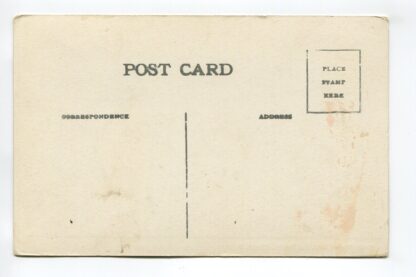 POST CARD
PLACE
STAMP
HERE
CORRESPONDENCE
ADDRESS